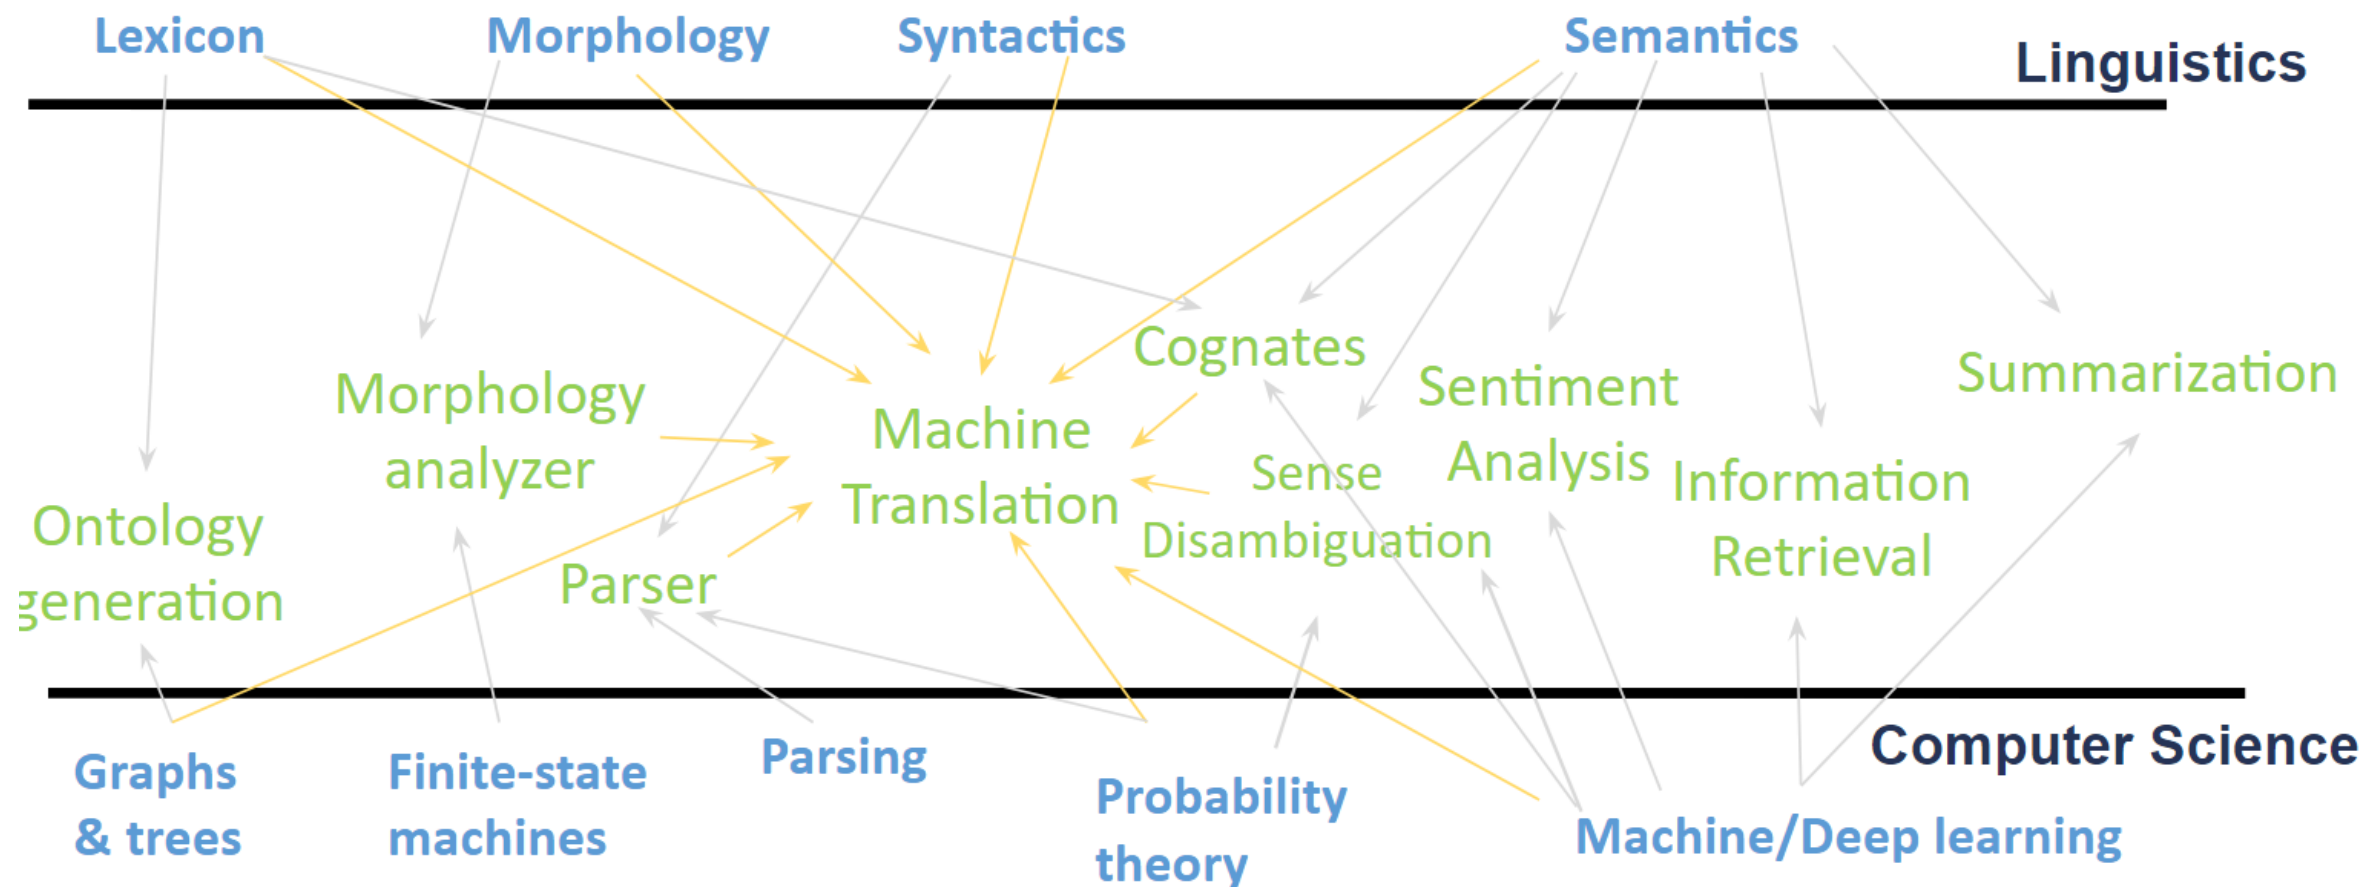 Lexicon
Morphology
Syntactics
Semantics
Linguistics
Cognates
Sentiment
Analysis
Summarization
Morphology
analyzer
Machine
Translation
Sense
Disambiguation
Information
Retrieval
Ontology
generation
Parser
Computer Science
Graphs
& trees
Finite-state
machines
Parsing
Probability
theory
Machine/Deep learning